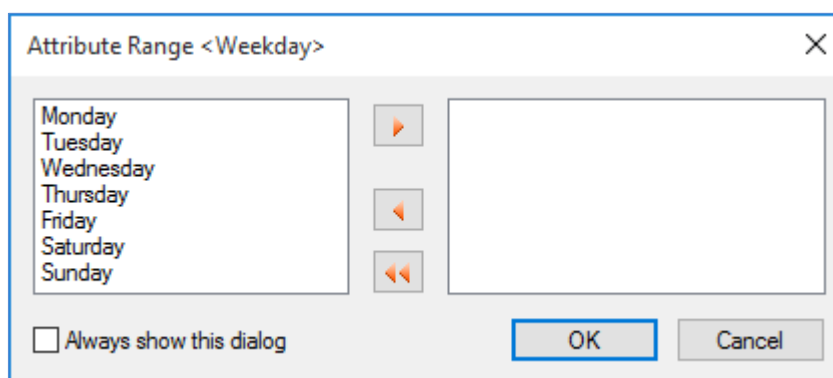 Attribute Range <Weekday>
Monday
Tuesday
Wednesday
Thursday
Friday
Saturday
Sunday
Always show this dialog
OK
Cancel